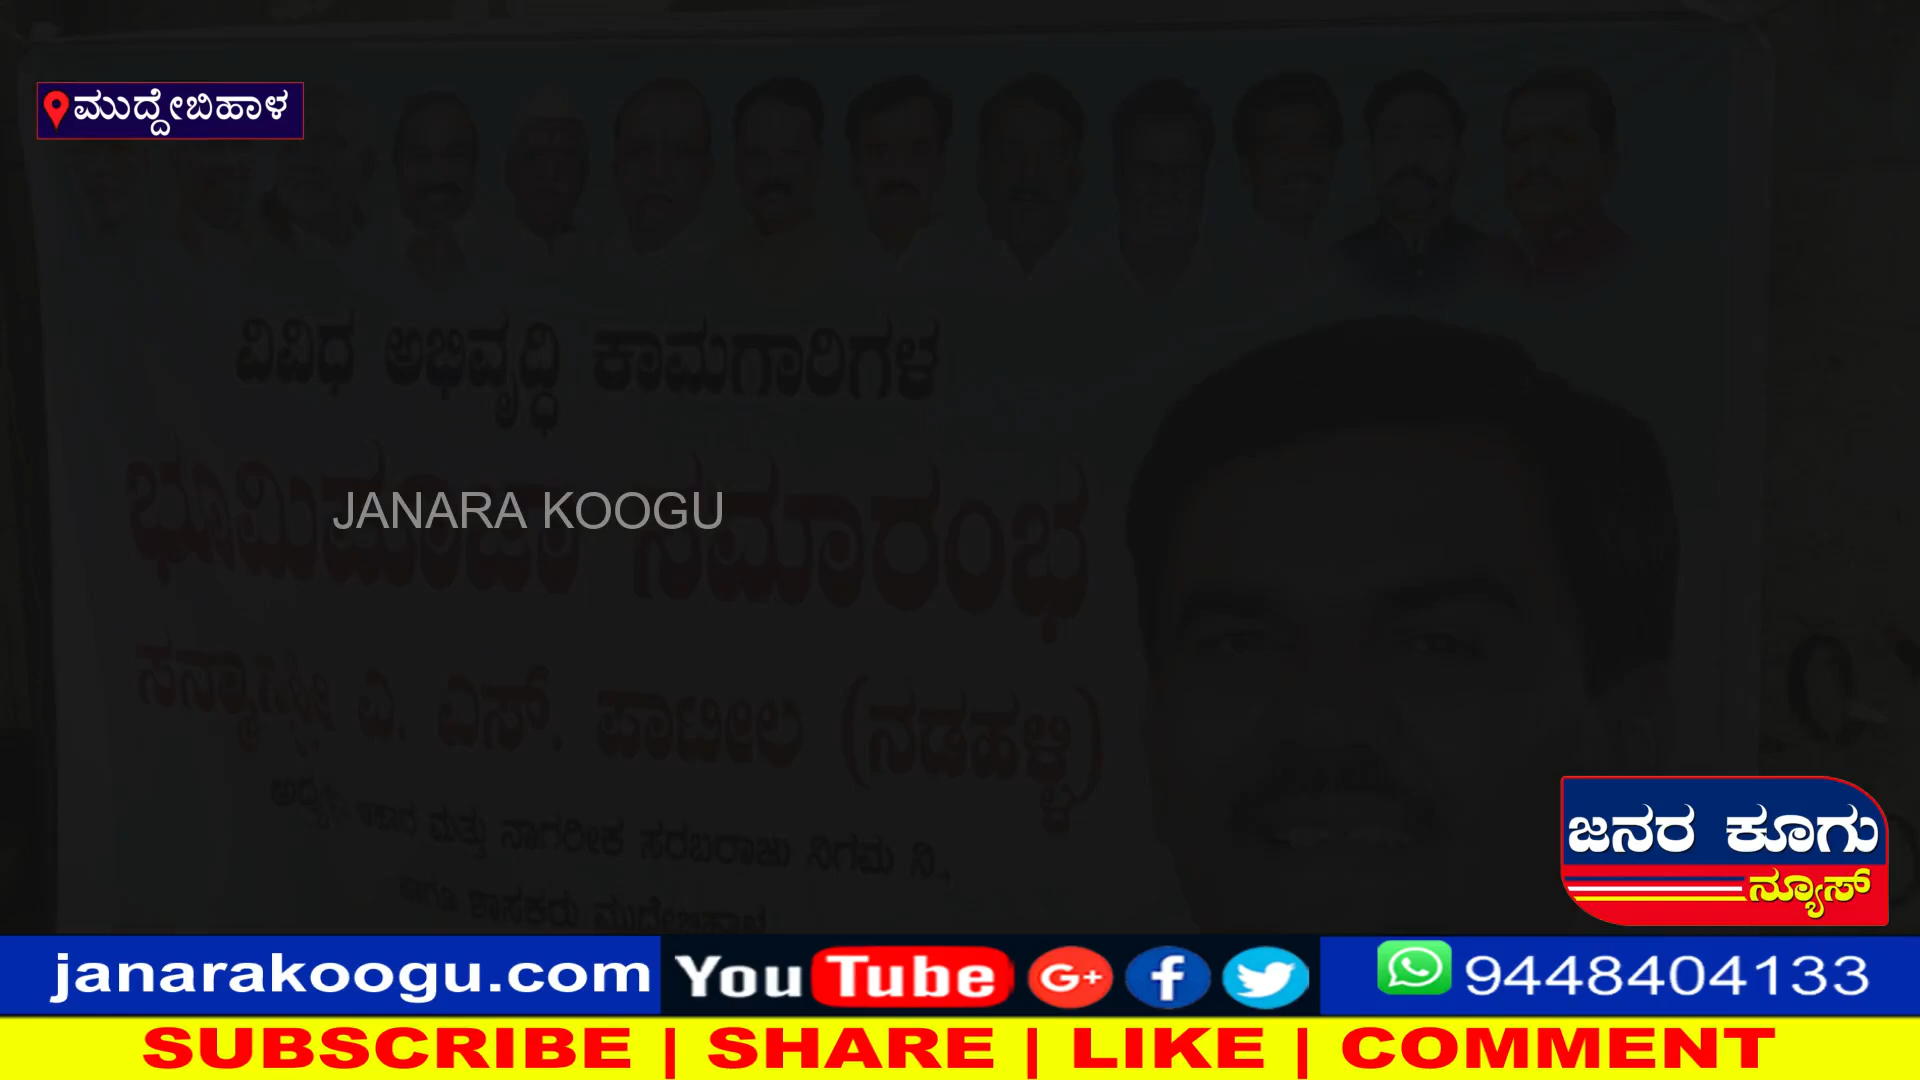 ಮುದ್ದೇಬಿಹಾಳ
ವಿವಿಧ ಅಭಿವೃದ್ಧಿ ಕಾಮಗಾರಿಗಳ
ಭೂಮಿಪೂಜಾ ಸಮಾರಂಭ
JANARA KOOGU
ಸನ್ಮಾನ್ಯಶ್ರೀ ಎ. ಎಸ್. ಪಾಟೀಲ (ನಡಹಳ್ಳಿ)
ಮತ್ತು ನಾಗರೀಕ ಸರಬರಾಜು ನಿಗಮ ನಿ.,
ಹಾಗೂ ಶಾಸಕರು ಮುದ್ದೇಬಿಹಾಳ
ಜನರ ಕೂಗು
ನ್ಯೂಸ್
janarakoogu.com YouTube G+ f 9448404133
SUBSCRIBE | SHARE | LIKE | COMMENT